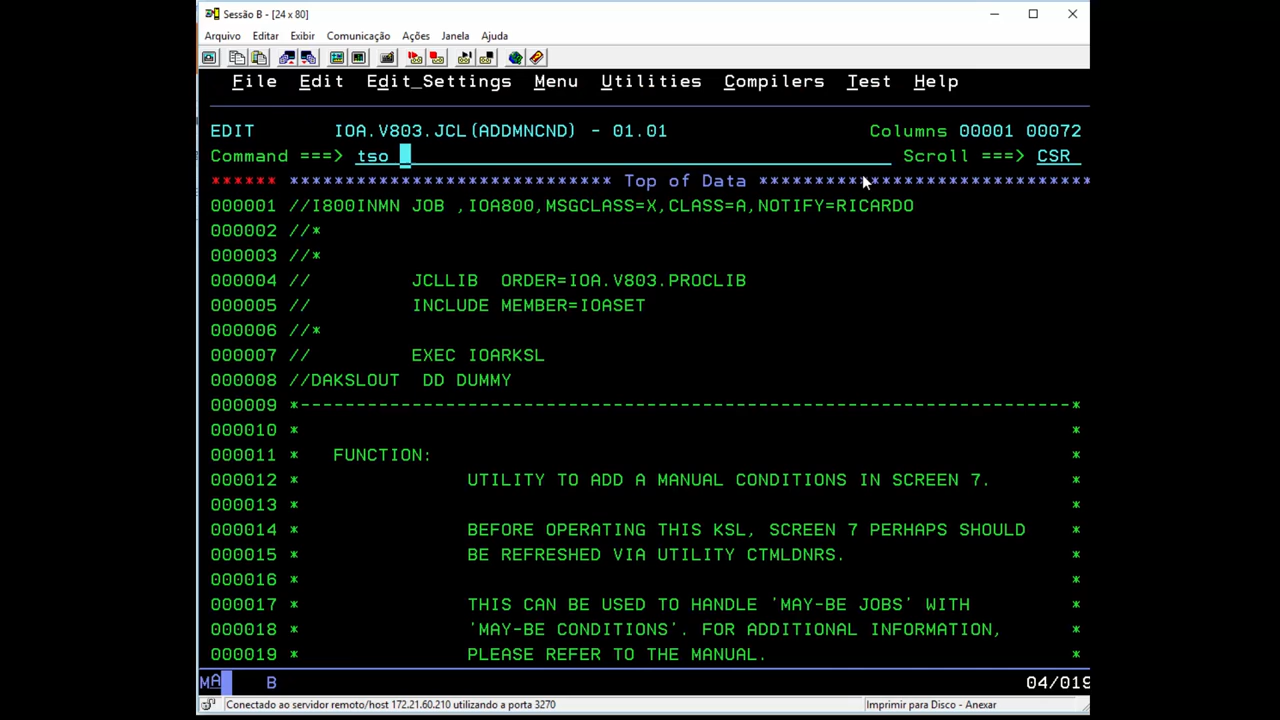 Sessão B - [24 x 80]
Arquivo Editar Exibir Comunicação Ações Janela Ajuda
File Edit Edit_Settings Menu Utilities Compilers Test Help
EDIT IOA.V803.JCL(ADDMNCND) - 01.01 Columns 00001 00072
Command ===> tso Scroll ===> CSR
****** ***************************** Top of Data ******************************
000001 //I800INMN JOB ,IOA800,MSGCLASS=X,CLASS=A,NOTIFY=RICARDO
000002 //*
000003 //*
000004 // JCLLIB ORDER=IOA.V803.PROCLIB
000005 // INCLUDE MEMBER=IOASET
000006 //*
000007 // EXEC IOARKSL
000008 //DAKSLOUT DD DUMMY
000009 *---------------------------------------------------------------------*
000010 * *
000011 * FUNCTION: *
000012 * UTILITY TO ADD A MANUAL CONDITIONS IN SCREEN 7. *
000013 * *
000014 * BEFORE OPERATING THIS KSL, SCREEN 7 PERHAPS SHOULD *
000015 * BE REFRESHED VIA UTILITY CTMLDNRS. *
000016 * *
000017 * THIS CAN BE USED TO HANDLE 'MAY-BE JOBS' WITH *
000018 * 'MAY-BE CONDITIONS'. FOR ADDITIONAL INFORMATION, *
000019 * PLEASE REFER TO THE MANUAL. *
MA B 04/019
Conectado ao servidor remoto/host 172.21.60.210 utilizando a porta 3270 Imprimir para Disco - Anexar